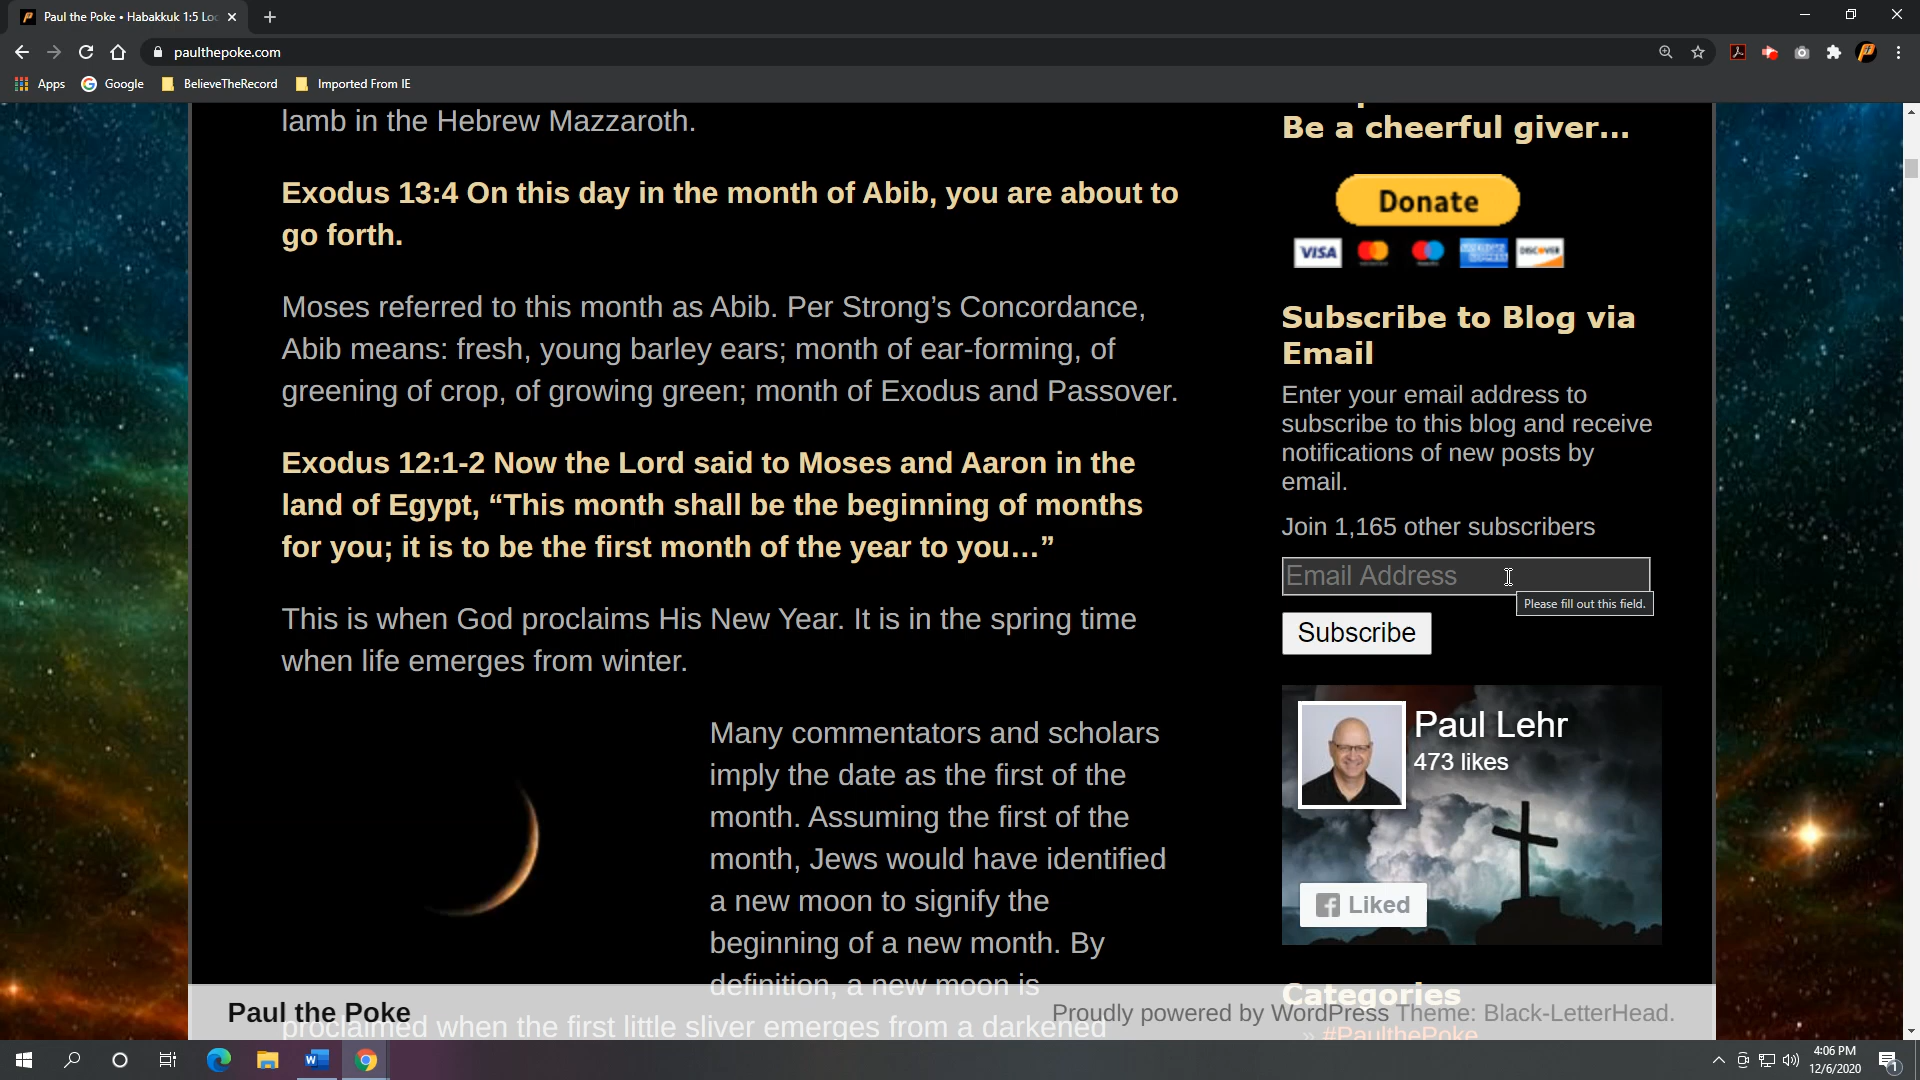 Paul the Poke • Habakkuk 1:5 Loo
paulthepoke.com
Apps
Google
BelieveTheRecord
Imported From IE
lamb in the Hebrew Mazzaroth.
Exodus 13:4 On this day in the month of Abib, you are about to
go forth.
Moses referred to this month as Abib. Per Strong’s Concordance,
Abib means: fresh, young barley ears; month of ear-forming, of
greening of crop, of growing green; month of Exodus and Passover.
Exodus 12:1-2 Now the Lord said to Moses and Aaron in the
land of Egypt, “This month shall be the beginning of months
for you; it is to be the first month of the year to you…”
This is when God proclaims His New Year. It is in the spring time
when life emerges from winter.
Many commentators and scholars
imply the date as the first of the
month. Assuming the first of the
month, Jews would have identified
a new moon to signify the
beginning of a new month. By
definition, a new moon is
proclaimed when the first little sliver emerges from a darkened
Be a cheerful giver…
Donate
VISA
AMERICAN EXPRESS
DISCOVER
Subscribe to Blog via
Email
Enter your email address to
subscribe to this blog and receive
notifications of new posts by
email.
Join 1,165 other subscribers
Email Address
Please fill out this field.
Subscribe
Paul Lehr
473 likes
Liked
Categories
» #PaulthePoke
Paul the Poke
Proudly powered by WordPress Theme: Black-LetterHead.
4:06 PM
12/6/2020
1